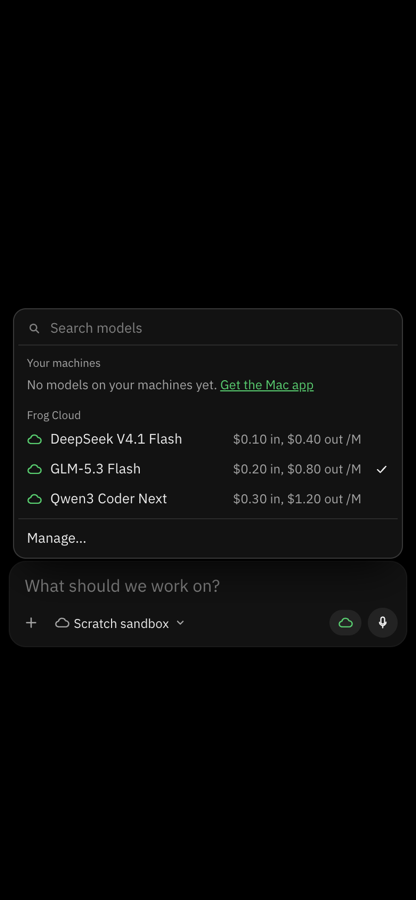 Search models
Your machines
No models on your machines yet. Get the Mac app
Frog Cloud
DeepSeek V4.1 Flash $0.10 in, $0.40 out /M
GLM-5.3 Flash $0.20 in, $0.80 out /M
Qwen3 Coder Next $0.30 in, $1.20 out /M
Manage...
What should we work on?
Scratch sandbox